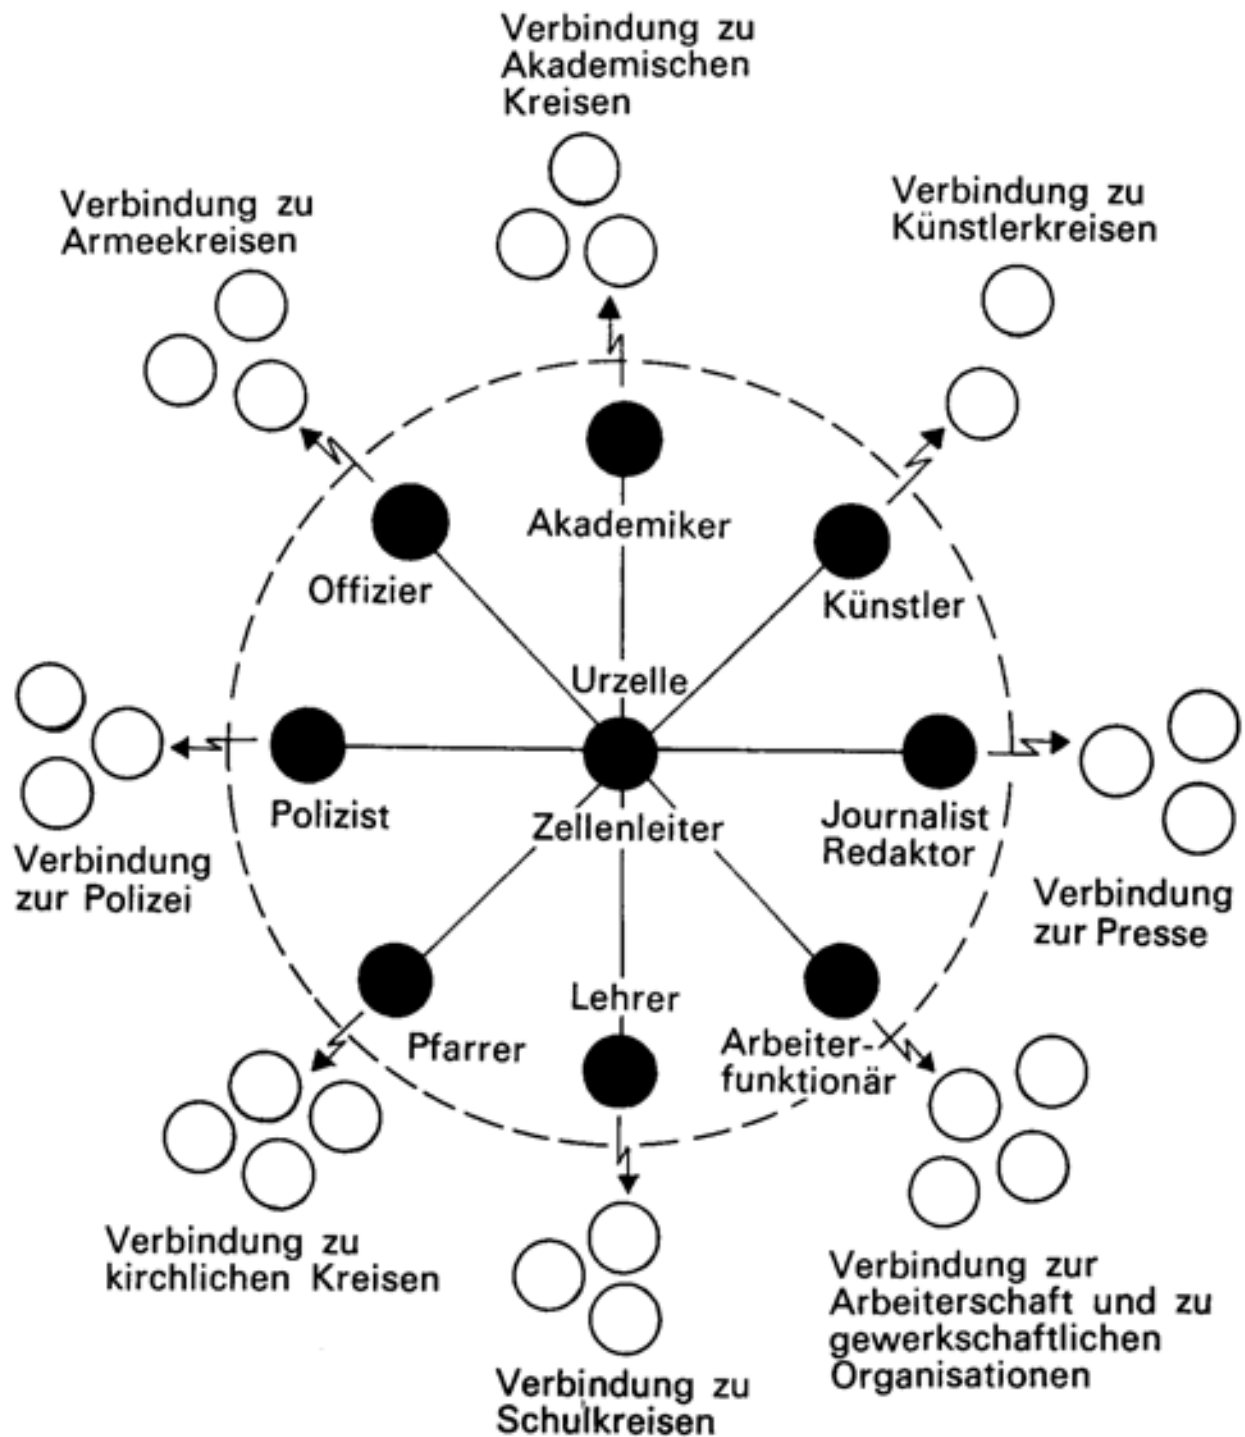 Verbindung zu
Akademischen
Kreisen
Verbindung zu
Armeekreisen
Verbindung zu
Künstlerkreisen
Akademiker
Offizier
Künstler
Urzelle
Polizist
Zellenleiter
Journalist
Redaktor
Verbindung
zur Polizei
Verbindung
zur Presse
Lehrer
Pfarrer
Arbeiter-
funktionär
Verbindung zu
kirchlichen Kreisen
Verbindung zur
Arbeiterschaft und zu
gewerkschaftlichen
Organisationen
Verbindung zu
Schulkreisen